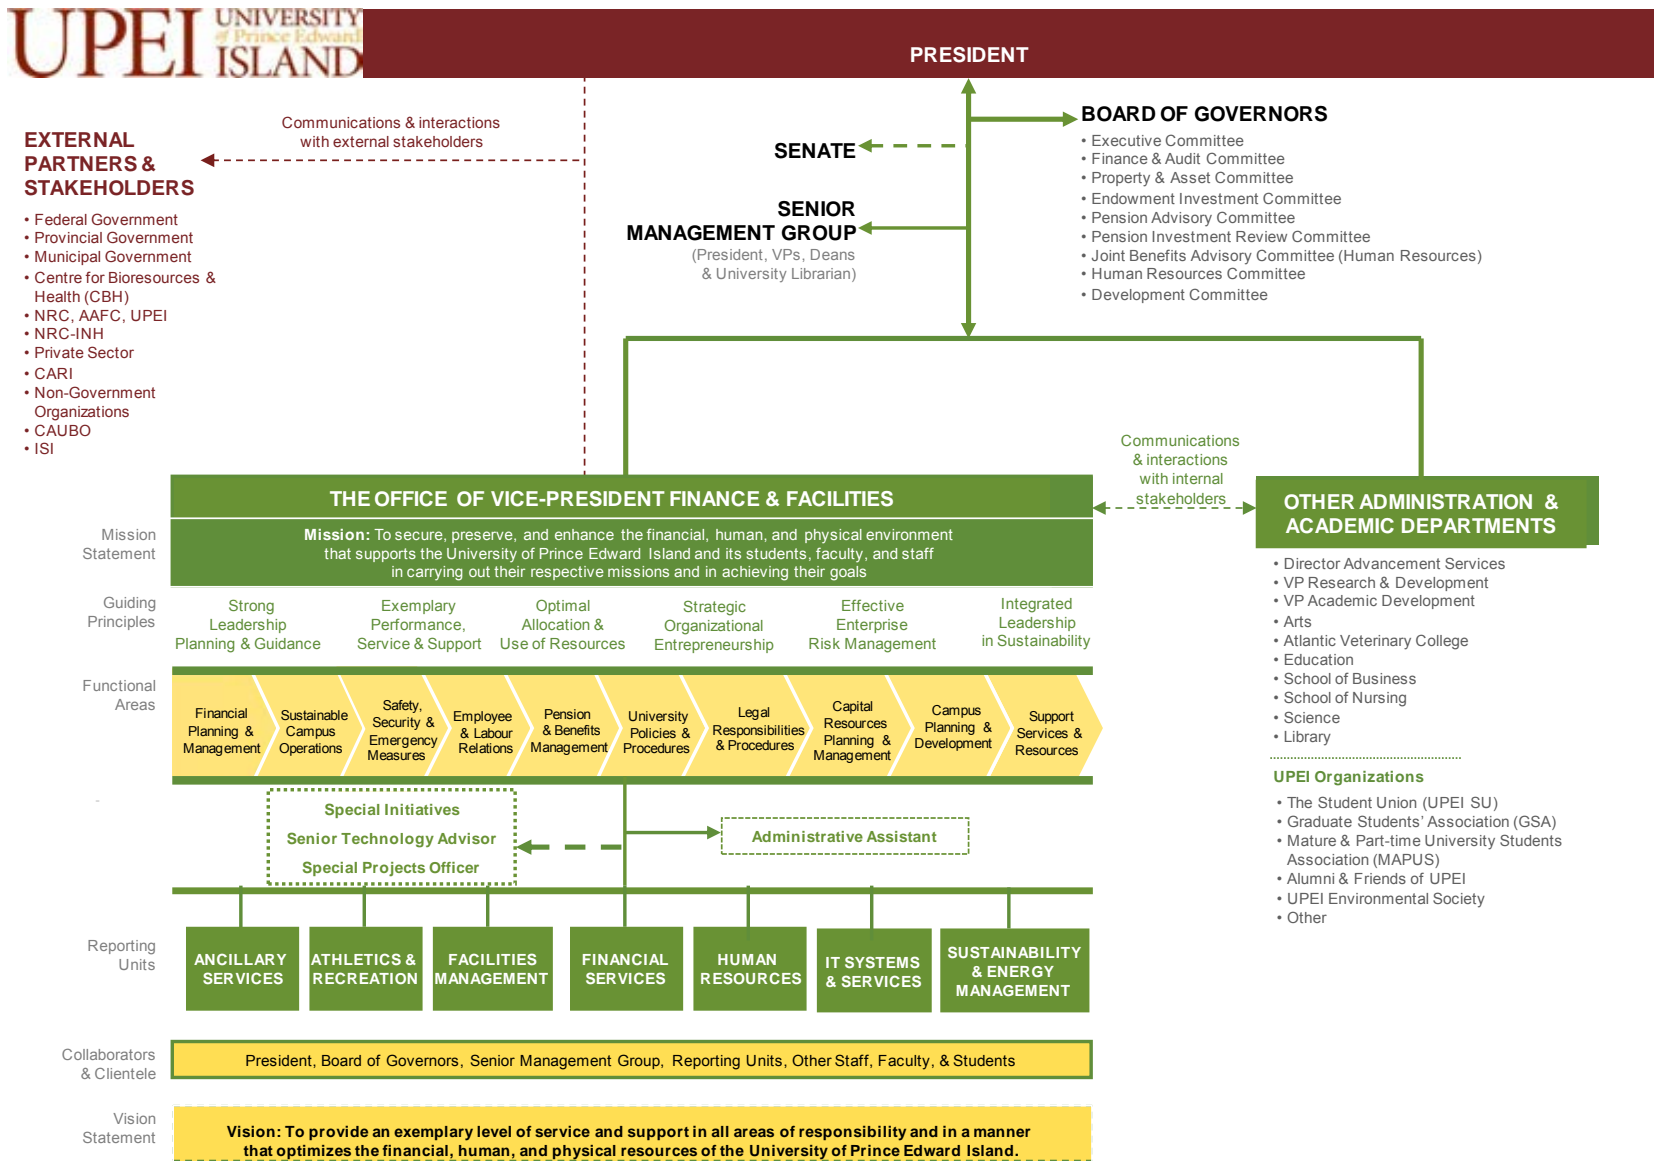 UPEI UNIVERSITY
of Prince Edward
ISLAND
PRESIDENT
Communications & interactions
with external stakeholders
EXTERNAL
PARTNERS &
STAKEHOLDERS
• Federal Government
• Provincial Government
• Municipal Government
• Centre for Bioresources &
Health (CBH)
• NRC, AAFC, UPEI
• NRC-INH
• Private Sector
• CARI
• Non-Government
Organizations
• CAUBO
• ISI
SENATE
SENIOR
MANAGEMENT GROUP
(President, VPs, Deans
& University Librarian)
BOARD OF GOVERNORS
• Executive Committee
• Finance & Audit Committee
• Property & Asset Committee
• Endowment Investment Committee
• Pension Advisory Committee
• Pension Investment Review Committee
• Joint Benefits Advisory Committee (Human Resources)
• Human Resources Committee
• Development Committee
Communications
& interactions
with internal
stakeholders
THE OFFICE OF VICE-PRESIDENT FINANCE & FACILITIES
Mission
Statement
Mission: To secure, preserve, and enhance the financial, human, and physical environment
that supports the University of Prince Edward Island and its students, faculty, and staff
in carrying out their respective missions and in achieving their goals
Guiding
Principles
Strong
Leadership
Planning & Guidance
Exemplary
Performance,
Service & Support
Optimal
Allocation &
Use of Resources
Strategic
Organizational
Entrepreneurship
Effective
Enterprise
Risk Management
Integrated
Leadership
in Sustainability
Functional
Areas
Financial
Planning &
Management
Sustainable
Campus
Operations
Safety,
Security &
Emergency
Measures
Employee
& Labour
Relations
Pension
& Benefits
Management
University
Policies &
Procedures
Legal
Responsibilities
& Procedures
Capital
Resources
Planning &
Management
Campus
Planning &
Development
Support
Services &
Resources
Special Initiatives
Senior Technology Advisor
Special Projects Officer
Administrative Assistant
Reporting
Units
ANCILLARY
SERVICES
ATHLETICS &
RECREATION
FACILITIES
MANAGEMENT
FINANCIAL
SERVICES
HUMAN
RESOURCES
IT SYSTEMS
& SERVICES
SUSTAINABILITY
& ENERGY
MANAGEMENT
Collaborators
& Clientele
President, Board of Governors, Senior Management Group, Reporting Units, Other Staff, Faculty, & Students
Vision
Statement
Vision: To provide an exemplary level of service and support in all areas of responsibility and in a manner
that optimizes the financial, human, and physical resources of the University of Prince Edward Island.
OTHER ADMINISTRATION &
ACADEMIC DEPARTMENTS
• Director Advancement Services
• VP Research & Development
• VP Academic Development
• Arts
• Atlantic Veterinary College
• Education
• School of Business
• School of Nursing
• Science
• Library
UPEI Organizations
• The Student Union (UPEI SU)
• Graduate Students' Association (GSA)
• Mature & Part-time University Students
Association (MAPUS)
• Alumni & Friends of UPEI
• UPEI Environmental Society
• Other